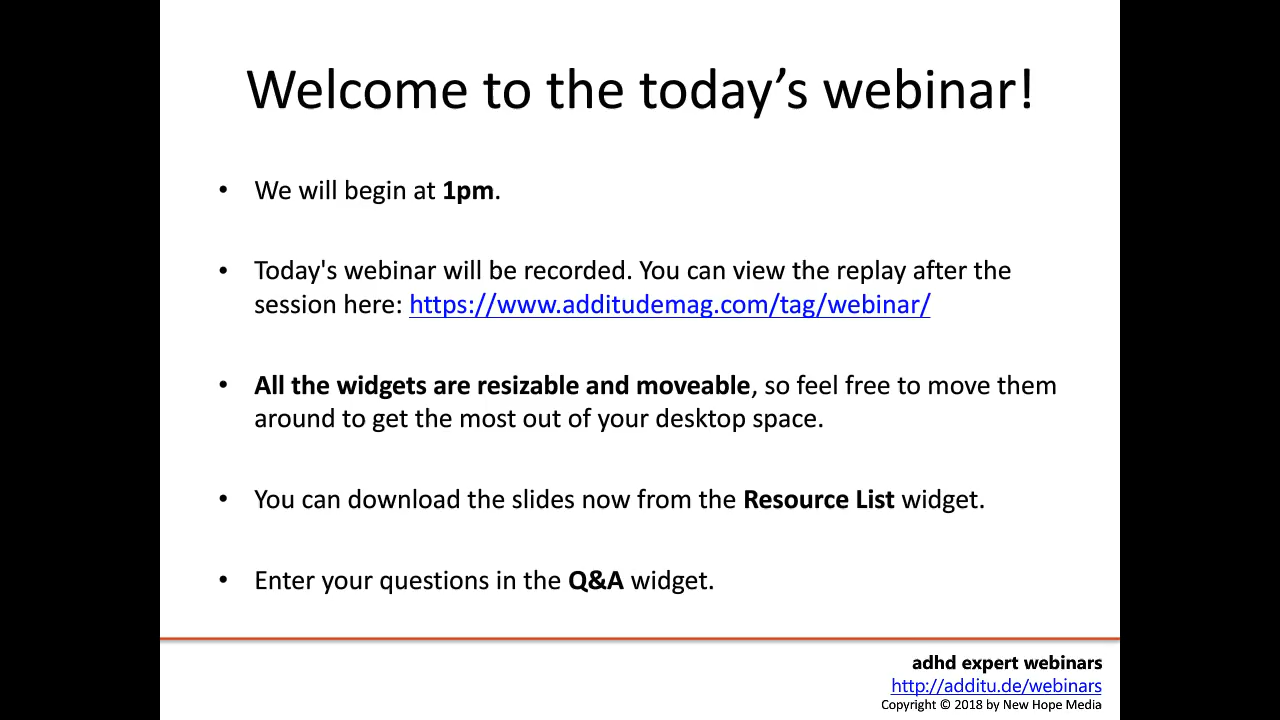 Welcome to the today’s webinar!
• We will begin at 1pm.
• Today's webinar will be recorded. You can view the replay after the
session here: https://www.additudemag.com/tag/webinar/
• All the widgets are resizable and moveable, so feel free to move them
around to get the most out of your desktop space.
• You can download the slides now from the Resource List widget.
• Enter your questions in the Q&A widget.
adhd expert webinars
http://additu.de/webinars
Copyright © 2018 by New Hope Media